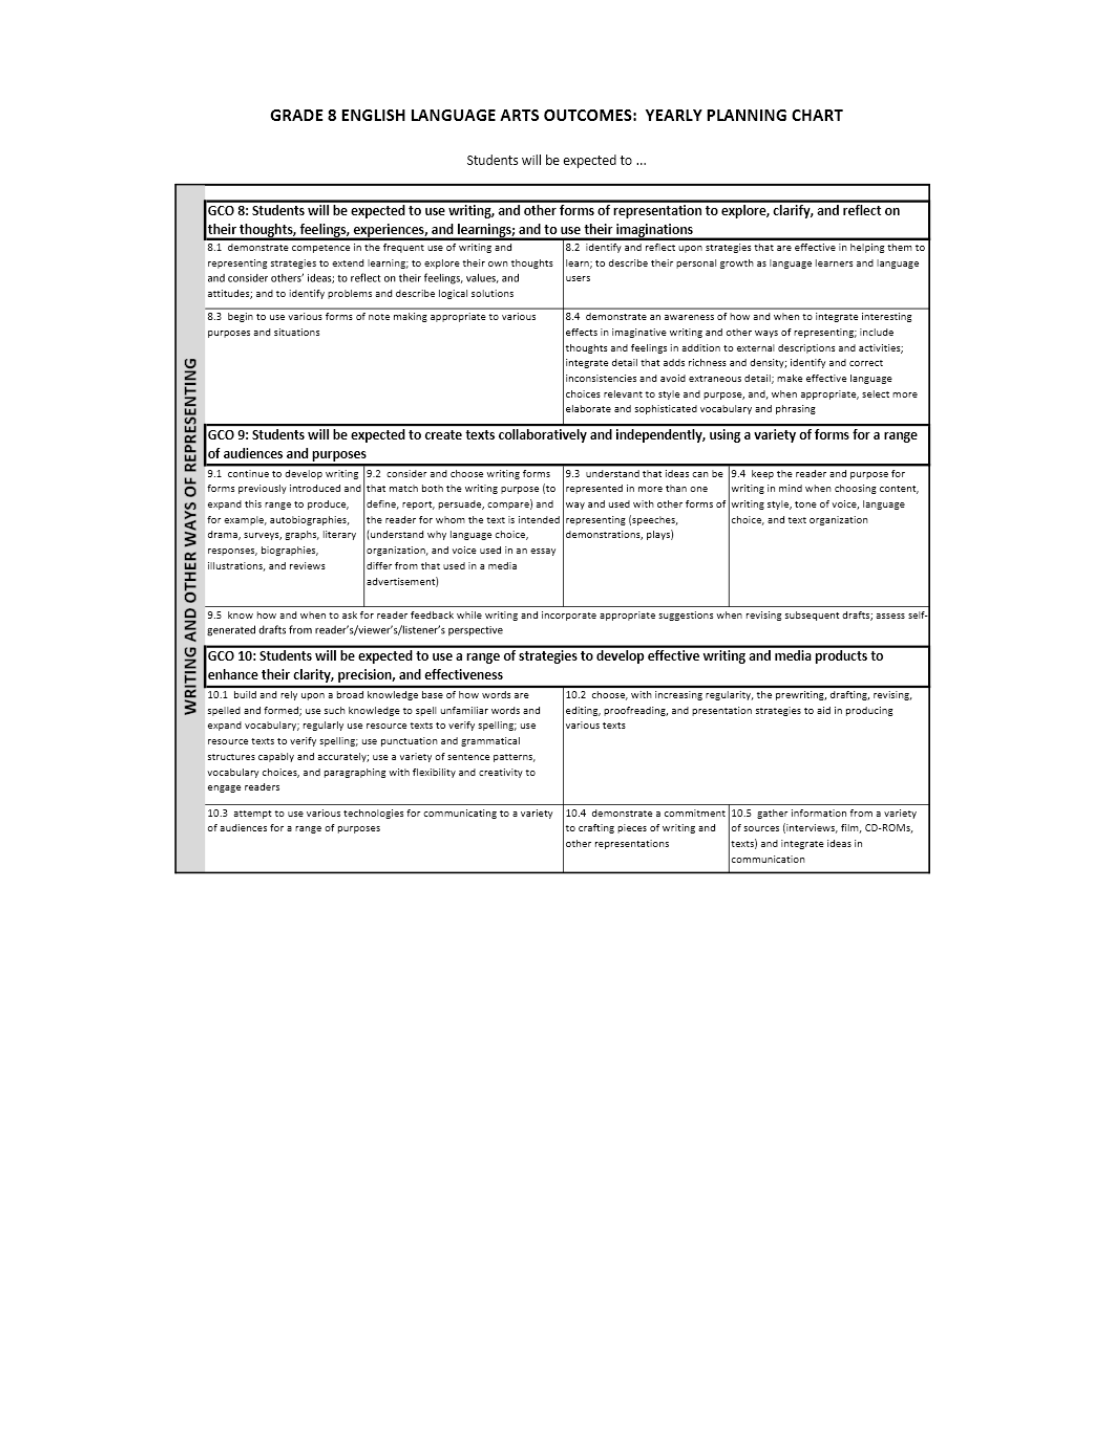 GRADE 8 ENGLISH LANGUAGE ARTS OUTCOMES: YEARLY PLANNING CHART
Students will be expected to ...
WRITING AND OTHER WAYS OF REPRESENTING
GCO 8: Students will be expected to use writing, and other forms of representation to explore, clarify, and reflect on
their thoughts, feelings, experiences, and learnings; and to use their imaginations
8.1 demonstrate competence in the frequent use of writing and
representing strategies to extend learning; to explore their own thoughts
and consider others' ideas; to reflect on their feelings, values, and
attitudes; and to identify problems and describe logical solutions
8.2 identify and reflect upon strategies that are effective in helping them to
learn; to describe their personal growth as language learners and language
users
8.3 begin to use various forms of note making appropriate to various
purposes and situations
8.4 demonstrate an awareness of how and when to integrate interesting
effects in imaginative writing and other ways of representing; include
thoughts and feelings in addition to external descriptions and activities;
integrate detail that adds richness and density; identify and correct
inconsistencies and avoid extraneous detail; make effective language
choices relevant to style and purpose, and, when appropriate, select more
elaborate and sophisticated vocabulary and phrasing
GCO 9: Students will be expected to create texts collaboratively and independently, using a variety of forms for a range
of audiences and purposes
9.1 continue to develop writing
forms previously introduced and
expand this range to produce,
for example, autobiographies,
drama, surveys, graphs, literary
responses, biographies,
illustrations, and reviews
9.2 consider and choose writing forms
that match both the writing purpose (to
define, report, persuade, compare) and
the reader for whom the text is intended
(understand why language choice,
organization, and voice used in an essay
differ from that used in a media
advertisement)
9.3 understand that ideas can be
represented in more than one
way and used with other forms of
representing (speeches,
demonstrations, plays)
9.4 keep the reader and purpose for
writing in mind when choosing content,
writing style, tone of voice, language
choice, and text organization
9.5 know how and when to ask for reader feedback while writing and incorporate appropriate suggestions when revising subsequent drafts; assess self-
generated drafts from reader's/viewer's/listener's perspective
GCO 10: Students will be expected to use a range of strategies to develop effective writing and media products to
enhance their clarity, precision, and effectiveness
10.1 build and rely upon a broad knowledge base of how words are
spelled and formed; use such knowledge to spell unfamiliar words and
expand vocabulary; regularly use resource texts to verify spelling; use
resource texts to verify spelling; use punctuation and grammatical
structures capably and accurately; use a variety of sentence patterns,
vocabulary choices, and paragraphing with flexibility and creativity to
engage readers
10.2 choose, with increasing regularity, the prewriting, drafting, revising,
editing, proofreading, and presentation strategies to aid in producing
various texts
10.3 attempt to use various technologies for communicating to a variety
of audiences for a range of purposes
10.4 demonstrate a commitment
to crafting pieces of writing and
other representations
10.5 gather information from a variety
of sources (interviews, film, CD-ROMs,
texts) and integrate ideas in
communication